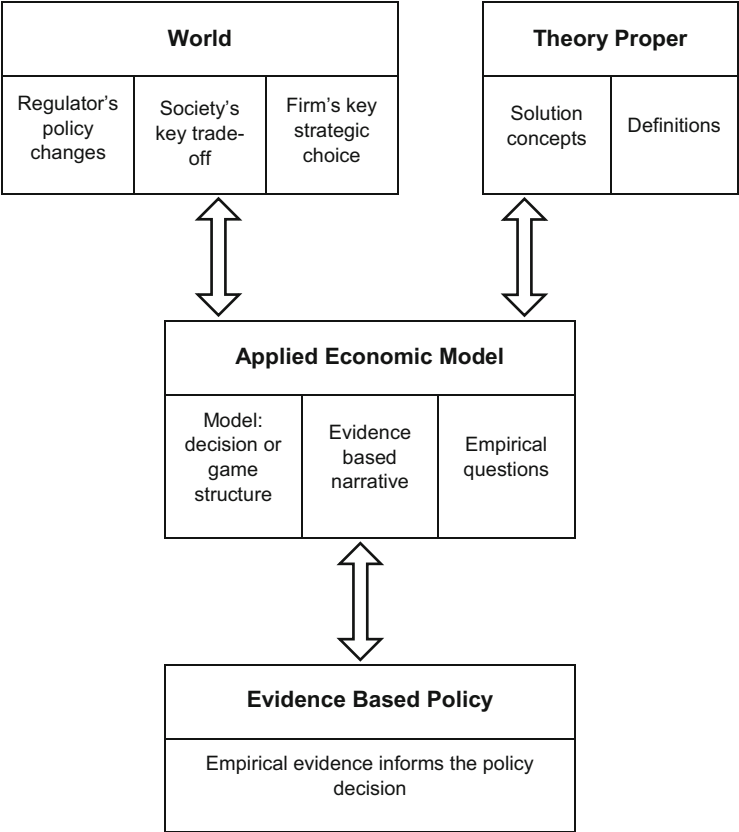 World
Regulator's
policy
changes
Society's
key trade-
off
Firm's key
strategic
choice
Theory Proper
Solution
concepts
Definitions
Applied Economic Model
Model:
decision or
game
structure
Evidence
based
narrative
Empirical
questions
Evidence Based Policy
Empirical evidence informs the policy
decision